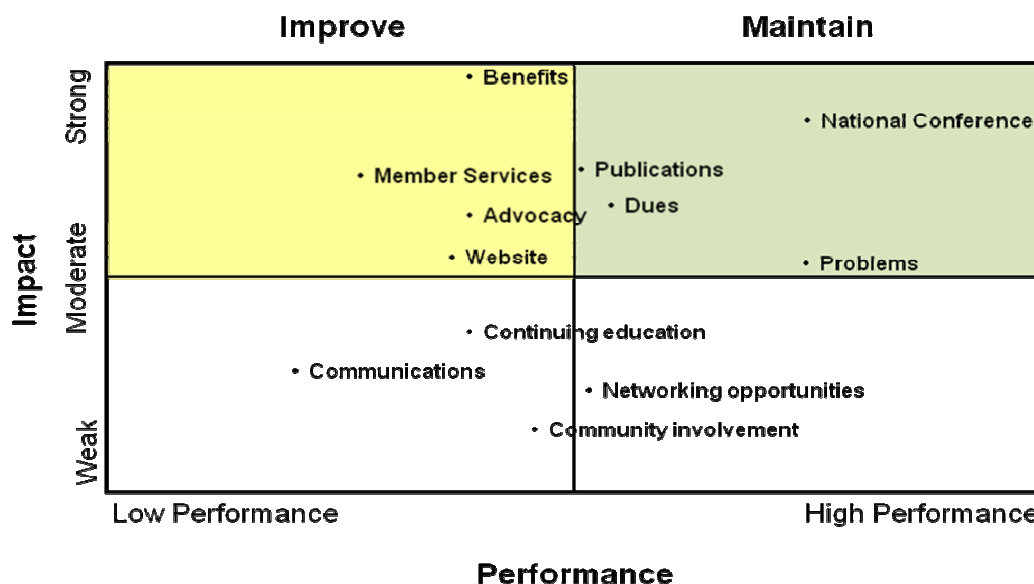 Improve
Maintain
Strong
Benefits
National Conference
Publications
Member Services
Dues
Advocacy
Website
Problems
Moderate
Impact
Continuing education
Communications
Networking opportunities
Community involvement
Weak
Low Performance
High Performance
Performance